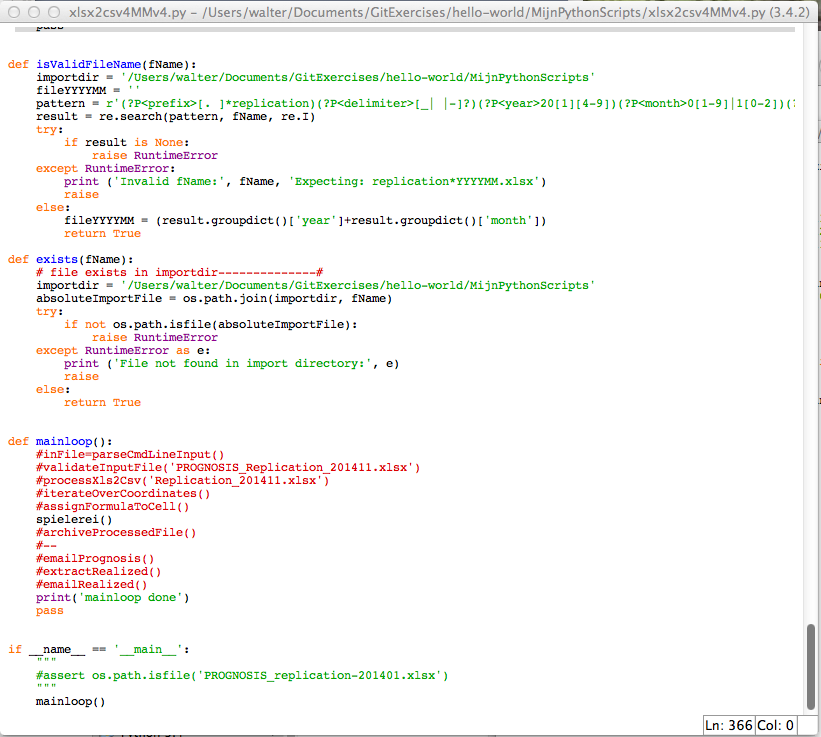 xlsx2csv4MMv4.py – /Users/walter/Documents/GitExercises/hello-world/MijnPythonScripts/xlsx2csv4MMv4.py (3.4.2)
pass
def isValidFileName(fName):
    importdir = '/Users/walter/Documents/GitExercises/hello-world/MijnPythonScripts'
    fileYYYYMM = ''
    pattern = r'(?P<prefix>[. ]*replication)(?P<delimiter>[_| |-]?)(?P<year>20[1][4-9])(?P<month>0[1-9]|1[0-2])(?
    result = re.search(pattern, fName, re.I)
    try:
        if result is None:
            raise RuntimeError
    except RuntimeError:
        print ('Invalid fName:', fName, 'Expecting: replication*YYYYMM.xlsx')
        raise
    else:
        fileYYYYMM = (result.groupdict()['year']+result.groupdict()['month'])
        return True
def exists(fName):
    # file exists in importdir--------------#
    importdir = '/Users/walter/Documents/GitExercises/hello-world/MijnPythonScripts'
    absoluteImportFile = os.path.join(importdir, fName)
    try:
        if not os.path.isfile(absoluteImportFile):
            raise RuntimeError
    except RuntimeError as e:
        print ('File not found in import directory:', e)
        raise
    else:
        return True
def mainloop():
    #inFile=parseCmdLineInput()
    #validateInputFile('PROGNOSIS_Replication_201411.xlsx')
    #processXls2Csv('Replication_201411.xlsx')
    #iterateOverCoordinates()
    #assignFormulaToCell()
    spielerei()
    #archiveProcessedFile()
    #--
    #emailPrognosis()
    #extractRealized()
    #emailRealized()
    print('mainloop done')
    pass
if __name__ == '__main__':
    """
    #assert os.path.isfile('PROGNOSIS_replication-201401.xlsx')
    """
    mainloop()
Ln: 366 Col: 0